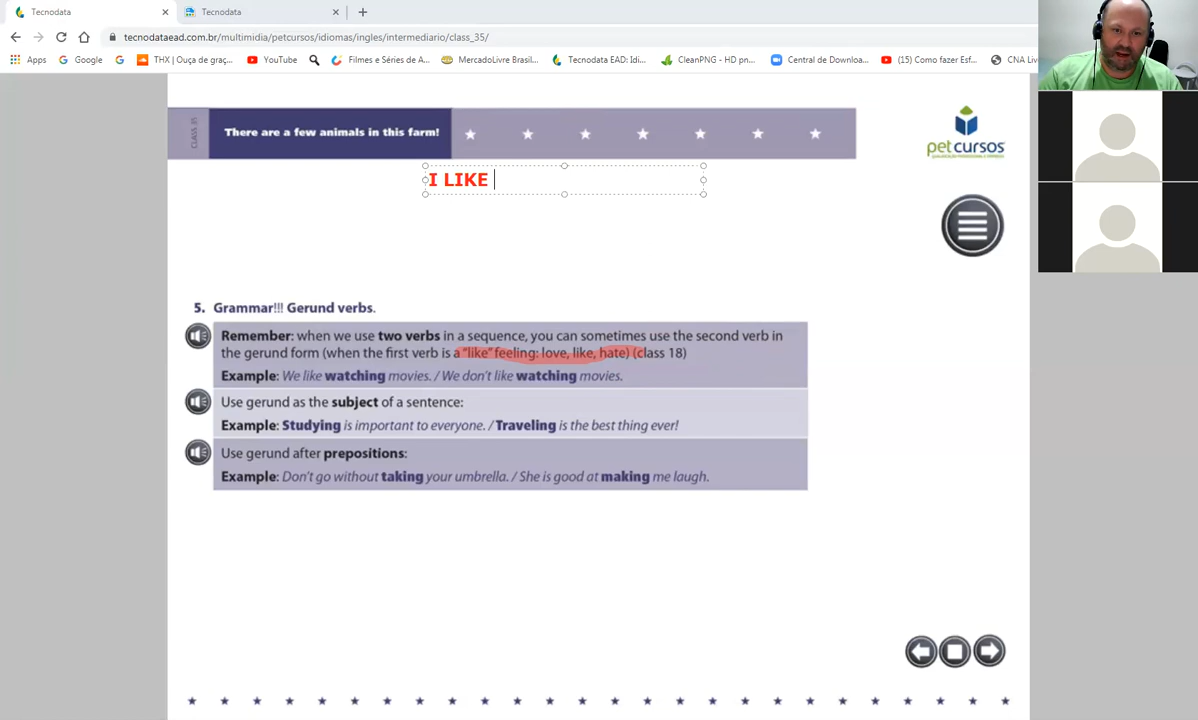 Tecnodata
Tecnodata
tecnodataead.com.br/multimidia/petcursos/idiomas/ingles/intermediario/class_35/
Apps
Google
THX | Ouça de graç...
YouTube
Filmes e Séries de A...
MercadoLivre Brasil...
Tecnodata EAD: Idi...
CleanPNG - HD pn...
Central de Downloa...
(15) Como fazer Esf...
CNA Liv
CLASS 35
There are a few animals in this farm!
petcursos
I LIKE
5. Grammar!!! Gerund verbs.
Remember: when we use two verbs in a sequence, you can sometimes use the second verb in
the gerund form (when the first verb is a "like" feeling: love, like, hate) (class 18)
Example: We like watching movies. / We don't like watching movies.
Use gerund as the subject of a sentence:
Example: Studying is important to everyone. / Traveling is the best thing ever!
Use gerund after prepositions:
Example: Don't go without taking your umbrella. / She is good at making me laugh.